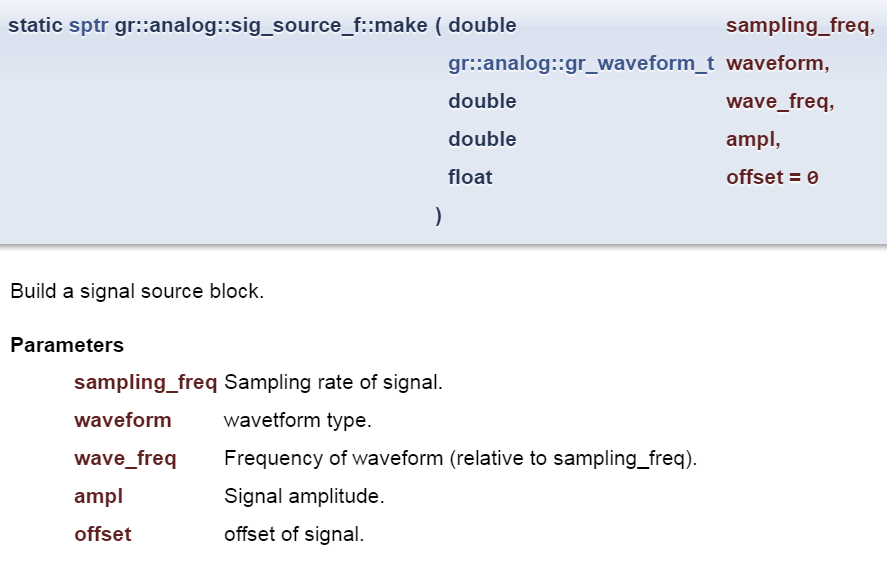 static sptr gr::analog::sig_source_f::make ( double sampling_freq,
gr::analog::gr_waveform_t waveform,
double wave_freq,
double ampl,
float offset = 0
)
Build a signal source block.
Parameters
sampling_freq Sampling rate of signal.
waveform wavetform type.
wave_freq Frequency of waveform (relative to sampling_freq).
ampl Signal amplitude.
offset offset of signal.